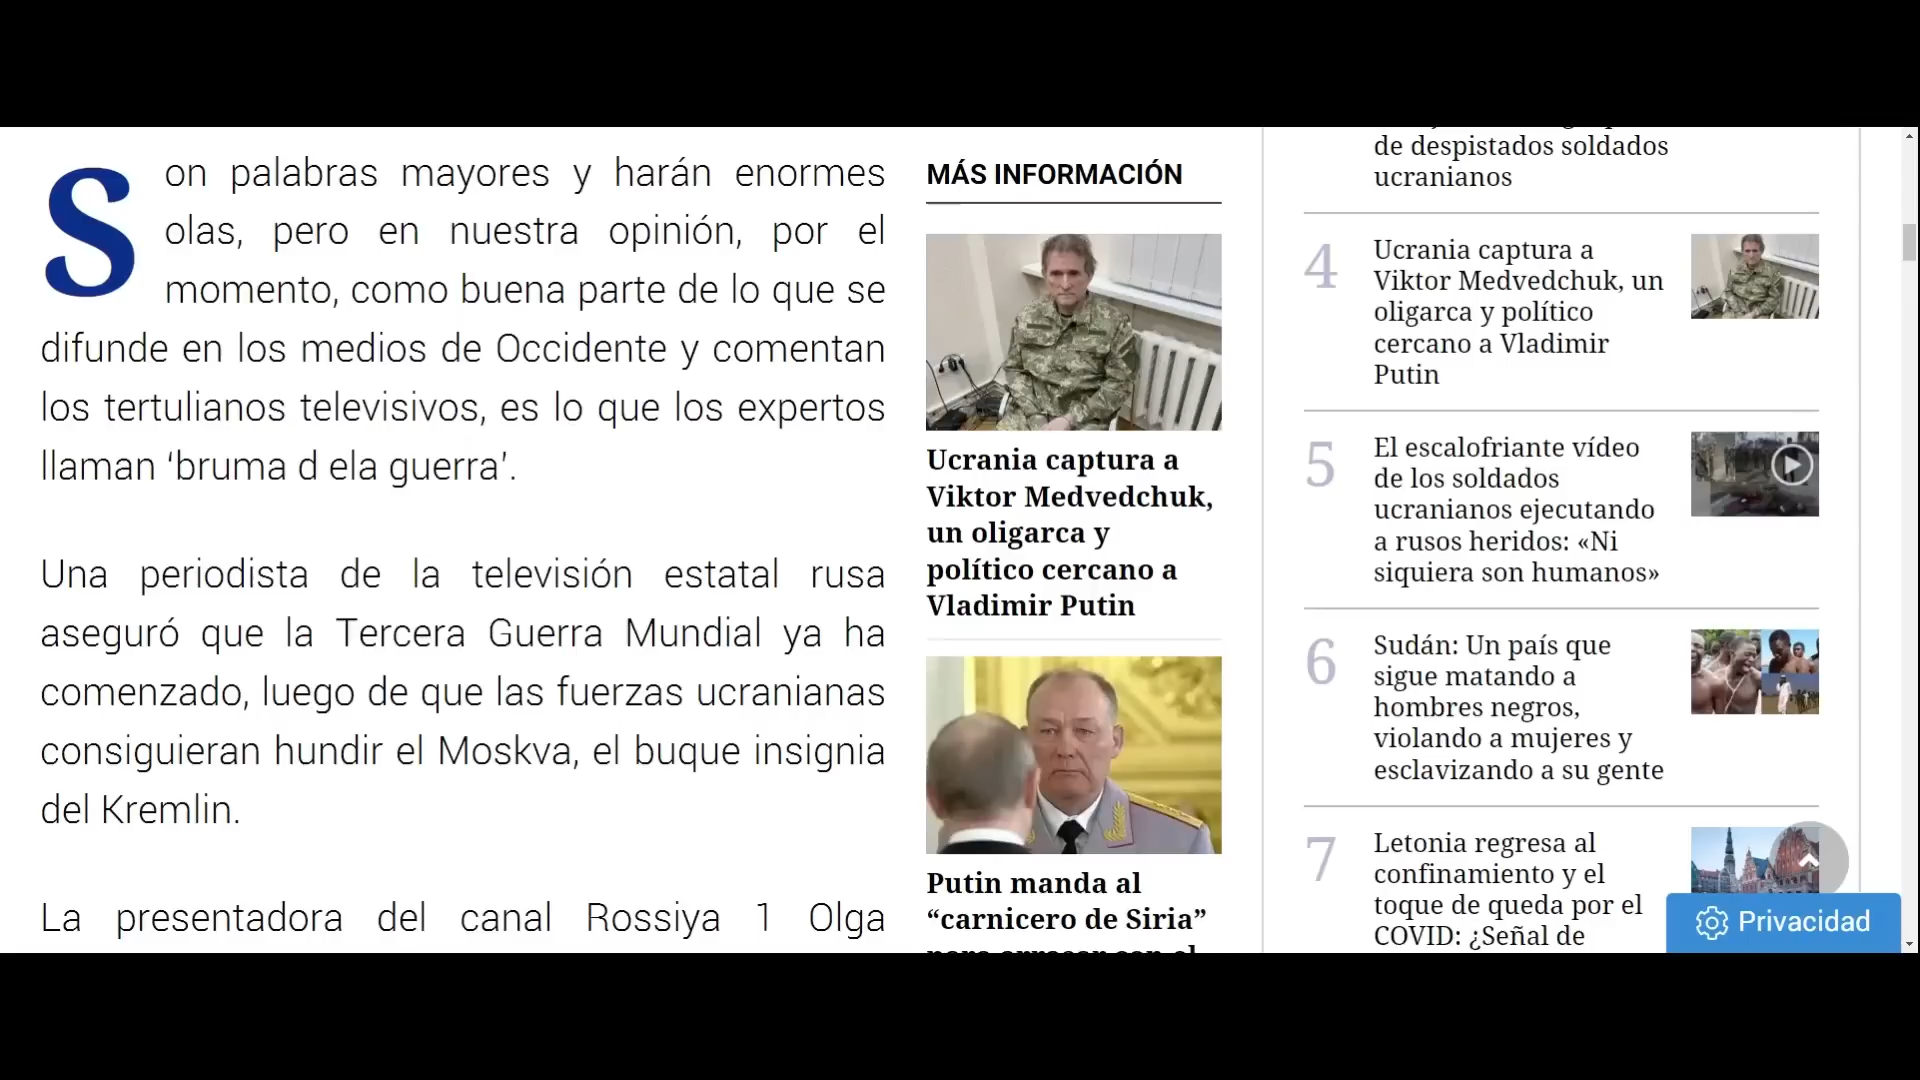 Son palabras mayores y harán enormes
olas, pero en nuestra opinión, por el
momento, como buena parte de lo que se
difunde en los medios de Occidente y comentan
los tertulianos televisivos, es lo que los expertos
llaman ‘bruma d ela guerra’.
Una periodista de la televisión estatal rusa
aseguró que la Tercera Guerra Mundial ya ha
comenzado, luego de que las fuerzas ucranianas
consiguieran hundir el Moskva, el buque insignia
del Kremlin.
La presentadora del canal Rossiya 1 Olga
MÁS INFORMACIÓN
Ucrania captura a
Viktor Medvedchuk,
un oligarca y
político cercano a
Vladimir Putin
Putin manda al
“carnicero de Siria”
de despistados soldados
ucranianos
4
Ucrania captura a
Viktor Medvedchuk, un
oligarca y político
cercano a Vladimir
Putin
5
El escalofriante vídeo
de los soldados
ucranianos ejecutando
a rusos heridos: «Ni
siquiera son humanos»
6
Sudán: Un país que
sigue matando a
hombres negros,
violando a mujeres y
esclavizando a su gente
7
Letonia regresa al
confinamiento y el
toque de queda por el
COVID: ¿Señal de
Privacidad